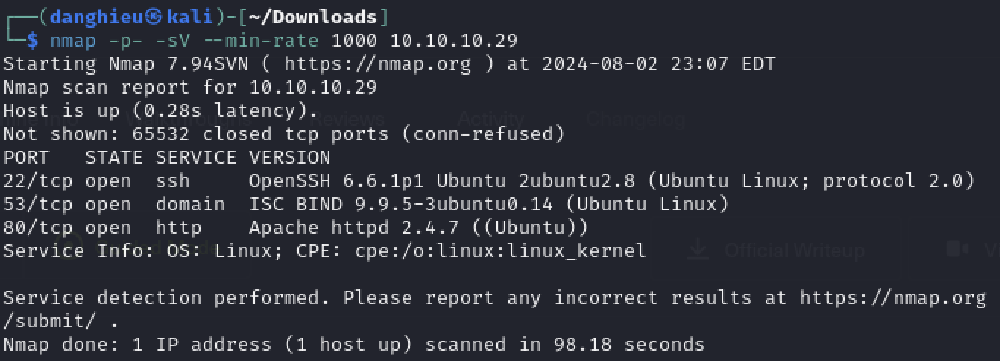 ┌──(danghieu㉿kali)-[~/Downloads]
└─$ nmap -p- -sV --min-rate 1000 10.10.10.29
Starting Nmap 7.94SVN ( https://nmap.org ) at 2024-08-02 23:07 EDT
Nmap scan report for 10.10.10.29
Host is up (0.28s latency).
Reviews Activity Changelog
Not shown: 65532 closed tcp ports (conn-refused)
PORT   STATE SERVICE VERSION
22/tcp open  ssh     OpenSSH 6.6.1p1 Ubuntu 2ubuntu2.8 (Ubuntu Linux; protocol 2.0)
53/tcp open  domain  ISC BIND 9.9.5-3ubuntu0.14 (Ubuntu Linux)
80/tcp open  http    Apache httpd 2.4.7 ((Ubuntu))
Service Info: OS: Linux; CPE: cpe:/o:linux:linux_kernel
Official Writeup
Service detection performed. Please report any incorrect results at https://nmap.org
/submit/ .
Nmap done: 1 IP address (1 host up) scanned in 98.18 seconds